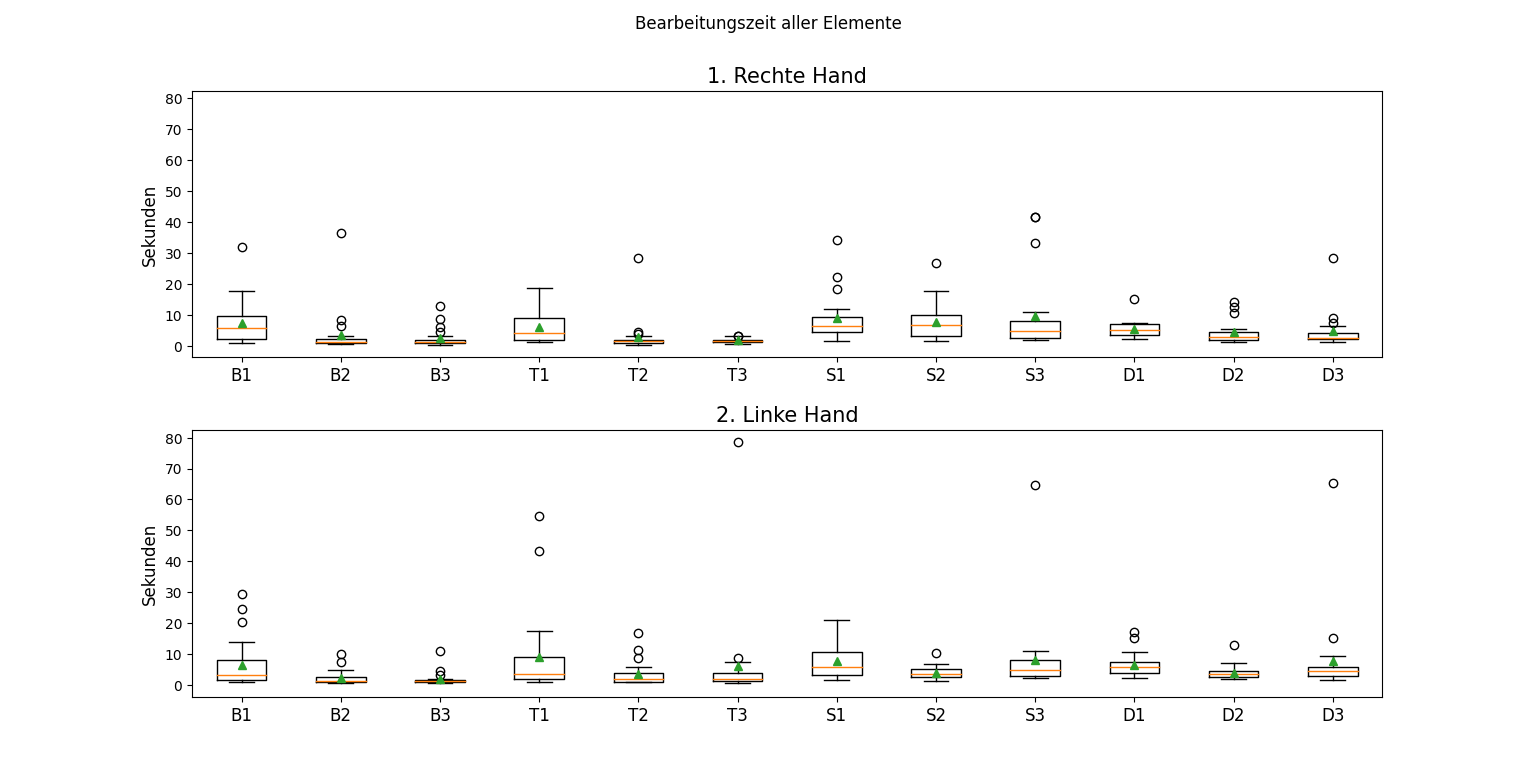 Bearbeitungszeit aller Elemente
1. Rechte Hand
80
70
60
50
40
30
20
10
0
Sekunden
B1 B2 B3 T1 T2 T3 S1 S2 S3 D1 D2 D3
2. Linke Hand
80
70
60
50
40
30
20
10
0
Sekunden
B1 B2 B3 T1 T2 T3 S1 S2 S3 D1 D2 D3